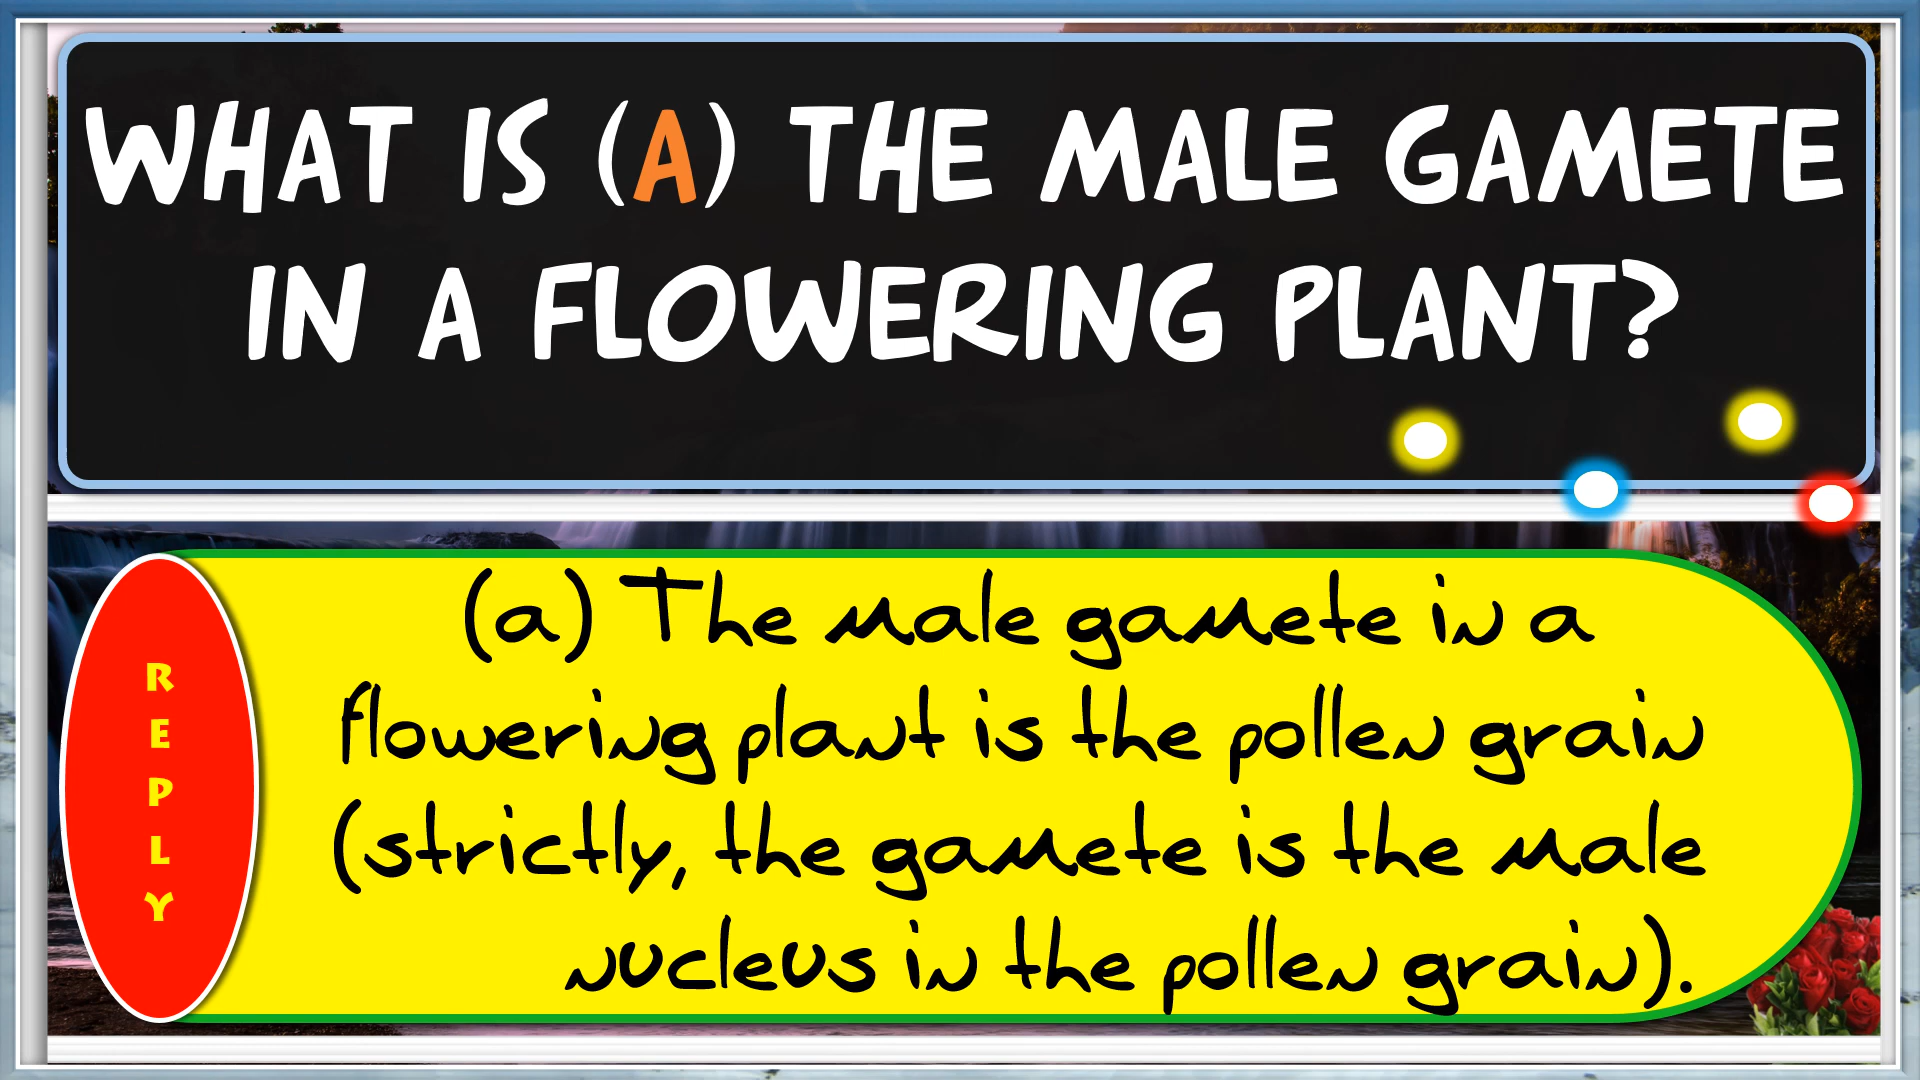 WHAT IS (A) THE MALE GAMETE
IN A FLOWERING PLANT?
REPLY
(a) The male gamete in a
flowering plant is the pollen grain
(strictly, the gamete is the male
nucleus in the pollen grain).